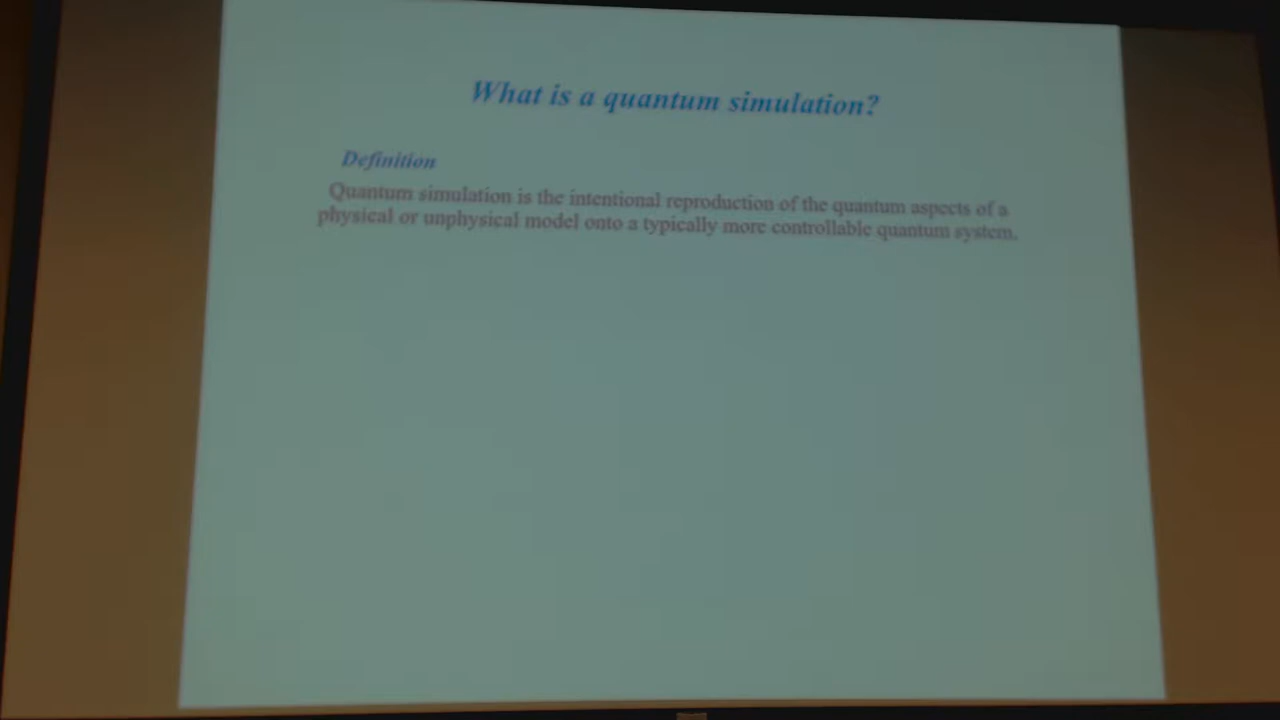 What is a quantum simulation?
Definition
Quantum simulation is the intentional reproduction of the quantum aspects of a
physical or unphysical model onto a typically more controllable quantum system.